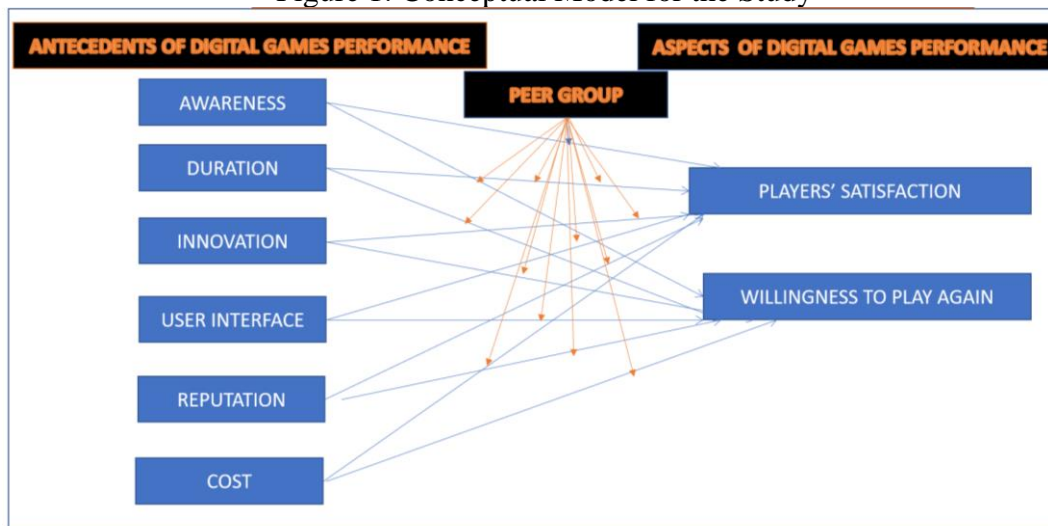 Figure 1: Conceptual Model for the Study
ANTECEDENTS OF DIGITAL GAMES PERFORMANCE
ASPECTS OF DIGITAL GAMES PERFORMANCE
PEER GROUP
AWARENESS
DURATION
INNOVATION
USER INTERFACE
REPUTATION
COST
PLAYERS’ SATISFACTION
WILLINGNESS TO PLAY AGAIN